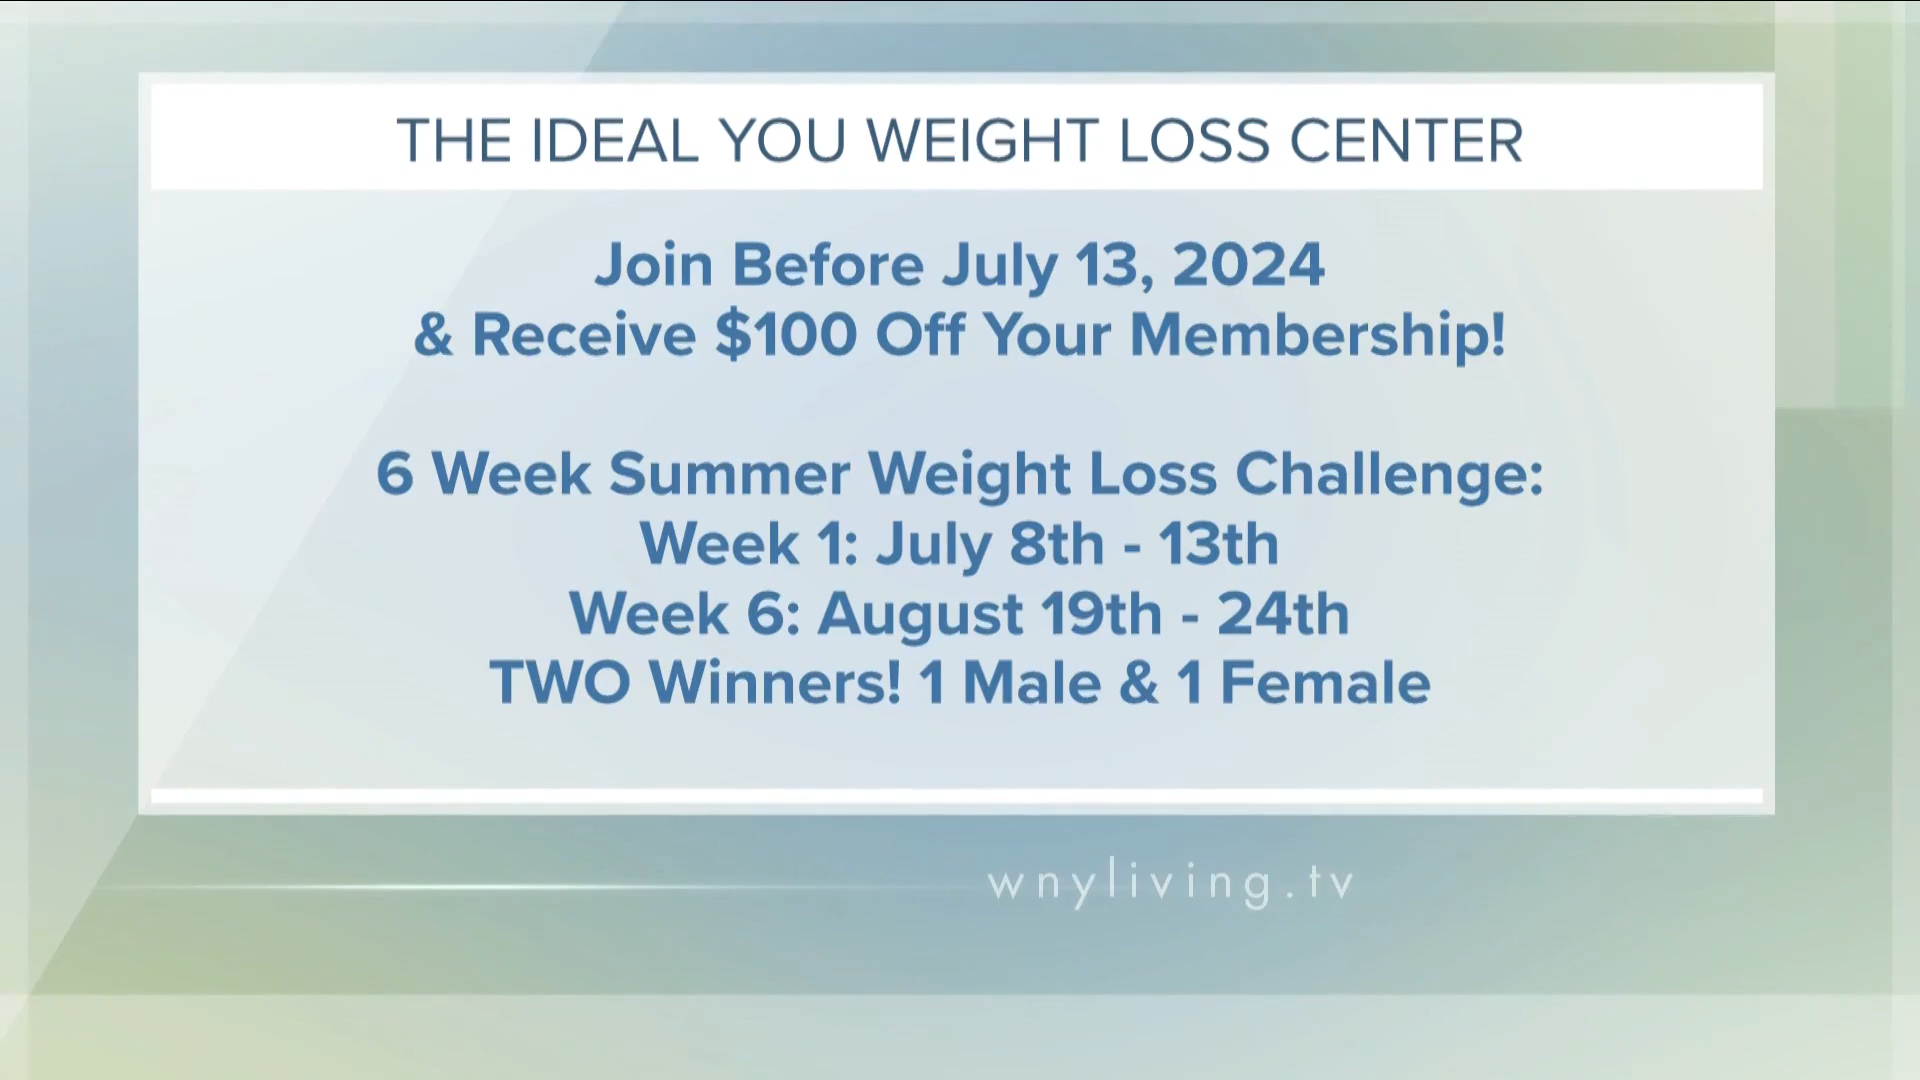 THE IDEAL YOU WEIGHT LOSS CENTER
Join Before July 13, 2024
& Receive $100 Off Your Membership!
6 Week Summer Weight Loss Challenge:
Week 1: July 8th - 13th
Week 6: August 19th - 24th
TWO Winners! 1 Male & 1 Female
wnyliving.tv